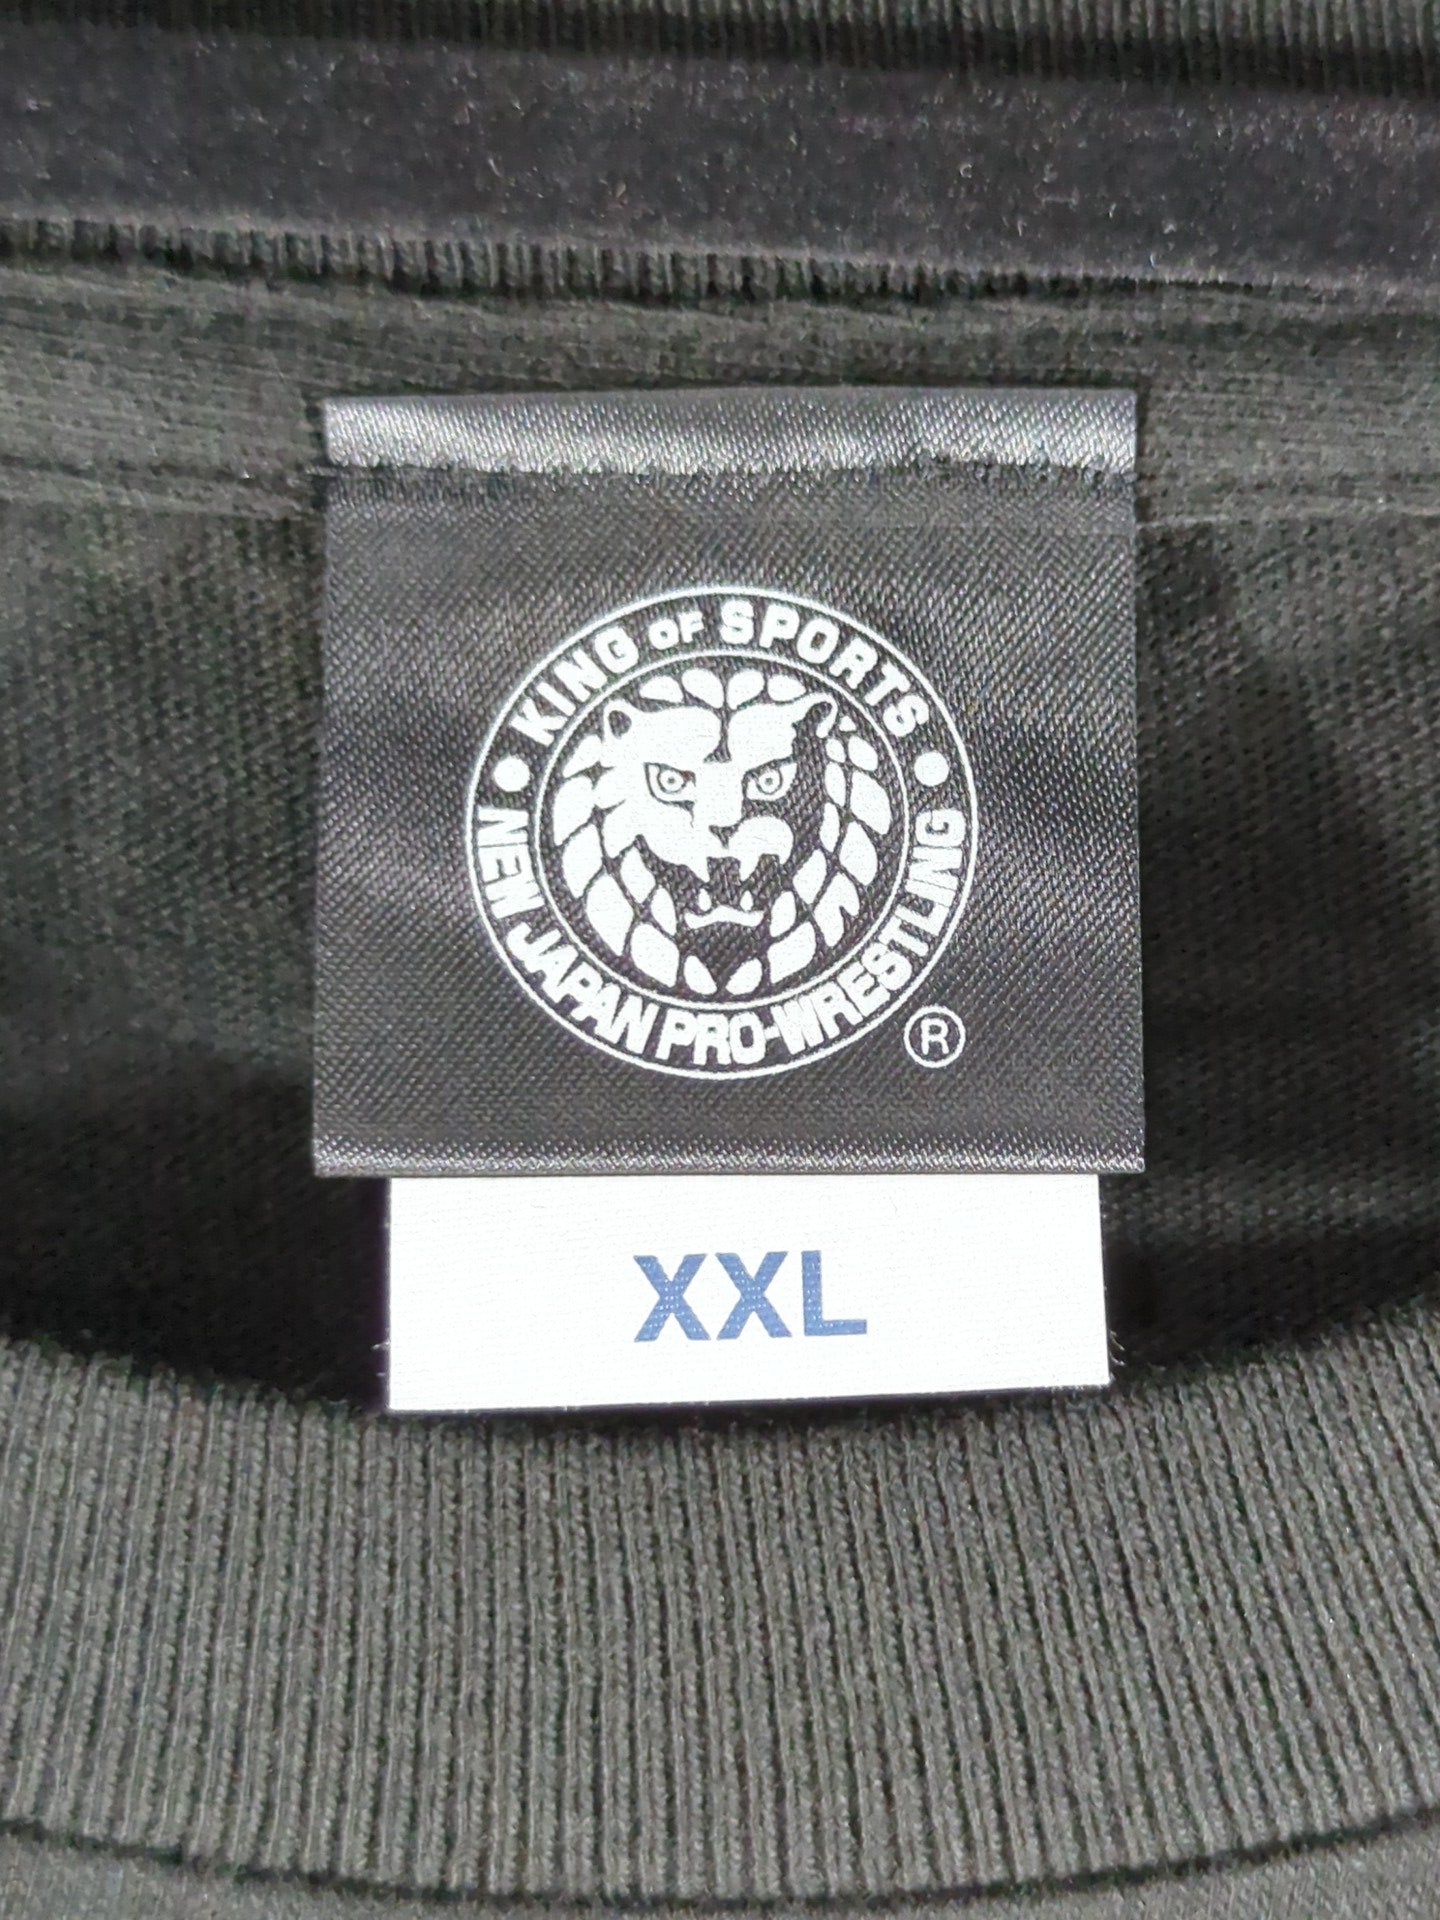 KING OF SPORTS
NEW JAPAN PRO-WRESTLING
®
XXL